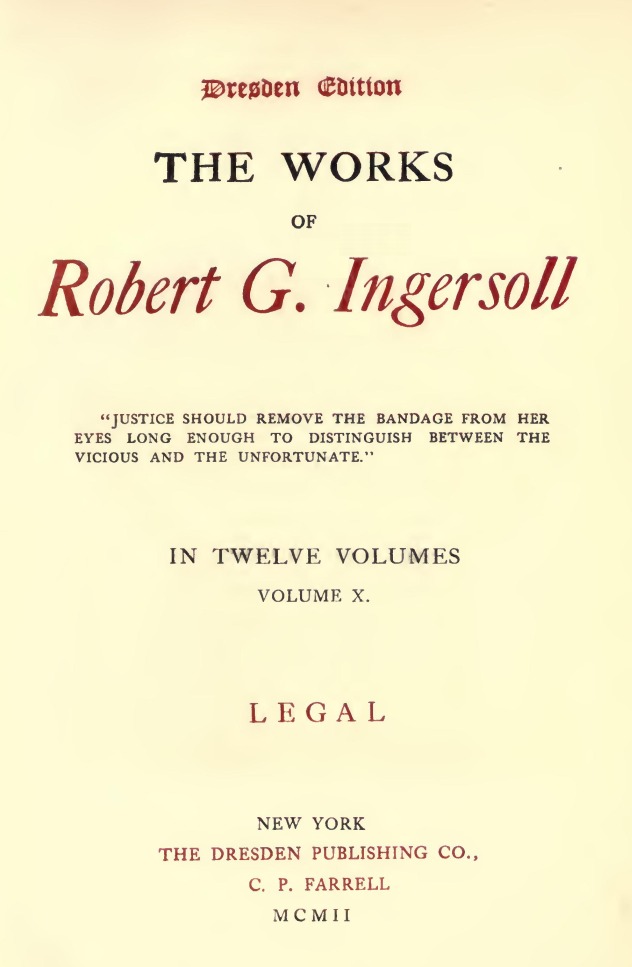 Dresden Edition
THE WORKS
OF
Robert G. Ingersoll
“JUSTICE SHOULD REMOVE THE BANDAGE FROM HER
EYES LONG ENOUGH TO DISTINGUISH BETWEEN THE
VICIOUS AND THE UNFORTUNATE.”
IN TWELVE VOLUMES
VOLUME X.
LEGAL
NEW YORK
THE DRESDEN PUBLISHING CO.,
C. P. FARRELL
MCMII